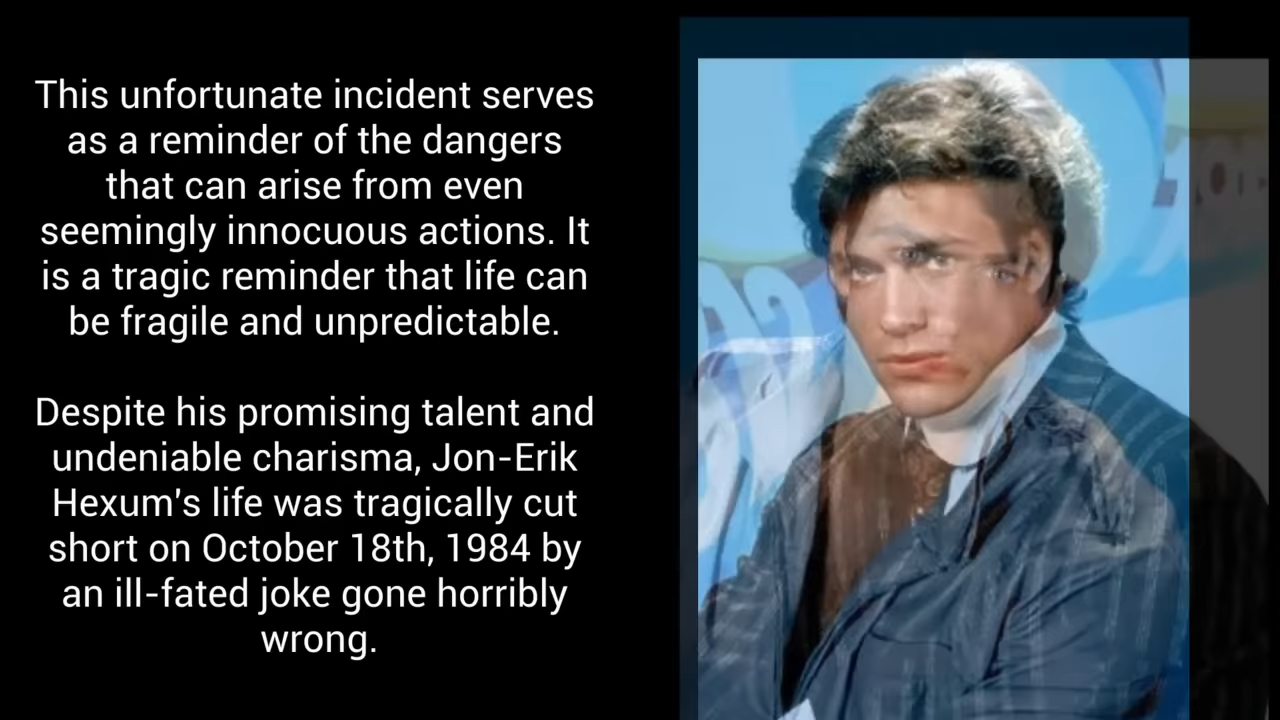 This unfortunate incident serves
as a reminder of the dangers
that can arise from even
seemingly innocuous actions. It
is a tragic reminder that life can
be fragile and unpredictable.
Despite his promising talent and
undeniable charisma, Jon-Erik
Hexum's life was tragically cut
short on October 18th, 1984 by
an ill-fated joke gone horribly
wrong.